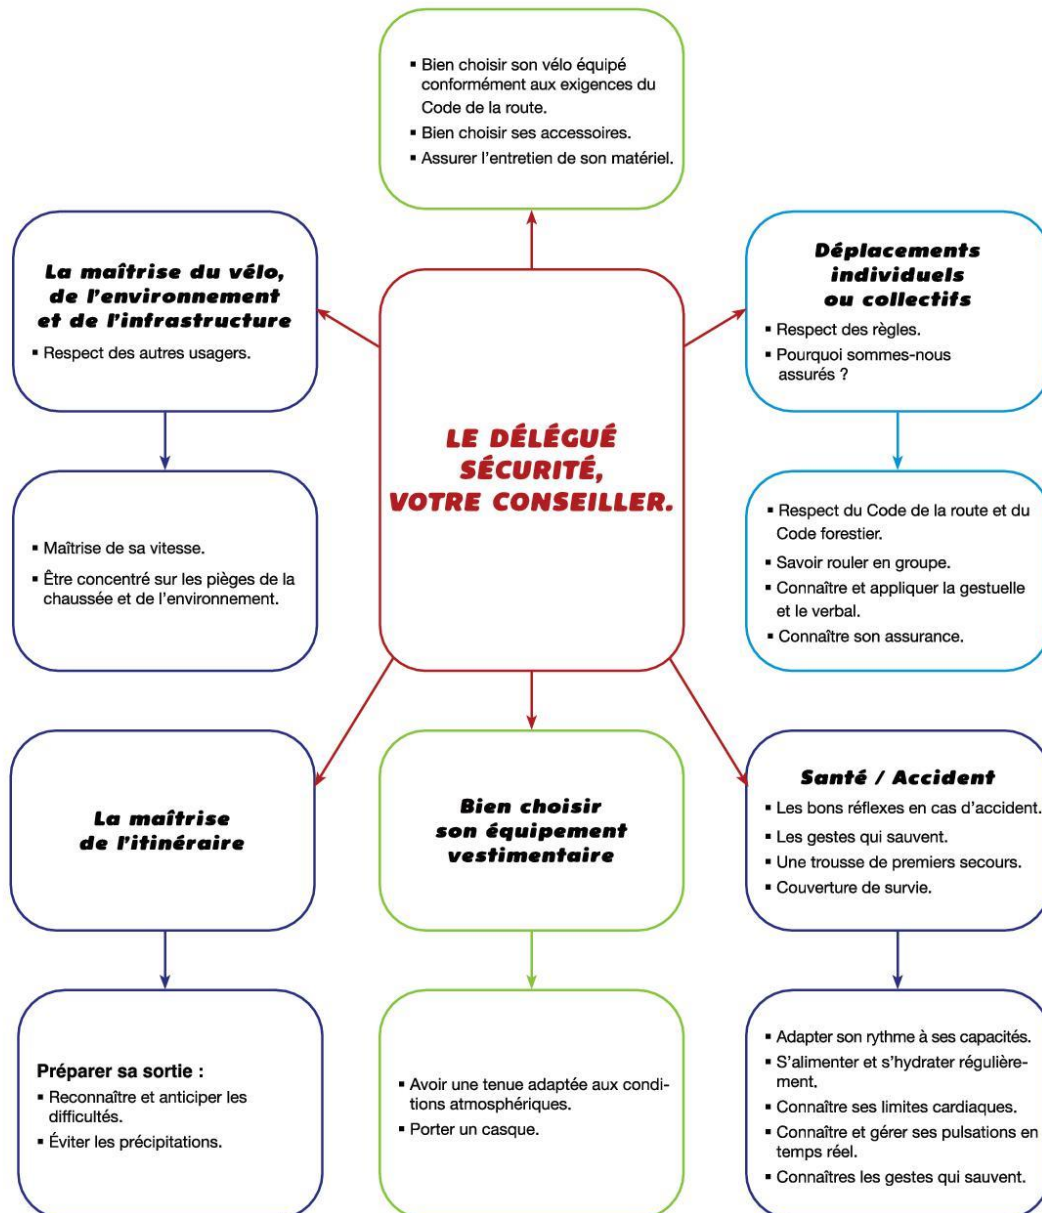 ▪ Bien choisir son vélo équipé
conformément aux exigences du
Code de la route.
▪ Bien choisir ses accessoires.
▪ Assurer l'entretien de son matériel.
La maîtrise du vélo,
de l'environnement
et de l'infrastructure
▪ Respect des autres usagers.
Déplacements
individuels
ou collectifs
▪ Respect des règles.
▪ Pourquoi sommes-nous
assurés ?
LE DÉLÉGUÉ
SÉCURITÉ,
VOTRE CONSEILLER.
▪ Maîtrise de sa vitesse.
▪ Être concentré sur les pièges de la
chaussée et de l'environnement.
▪ Respect du Code de la route et du
Code forestier.
▪ Savoir rouler en groupe.
▪ Connaître et appliquer la gestuelle
et le verbal.
▪ Connaître son assurance.
La maîtrise
de l'itinéraire
Bien choisir
son équipement
vestimentaire
Santé / Accident
▪ Les bons réflexes en cas d'accident.
▪ Les gestes qui sauvent.
▪ Une trousse de premiers secours.
▪ Couverture de survie.
Préparer sa sortie :
▪ Reconnaître et anticiper les
difficultés.
▪ Éviter les précipitations.
▪ Avoir une tenue adaptée aux condi-
tions atmosphériques.
▪ Porter un casque.
▪ Adapter son rythme à ses capacités.
▪ S'alimenter et s'hydrater régulière-
ment.
▪ Connaître ses limites cardiaques.
▪ Connaître et gérer ses pulsations en
temps réel.
▪ Connaîtres les gestes qui sauvent.